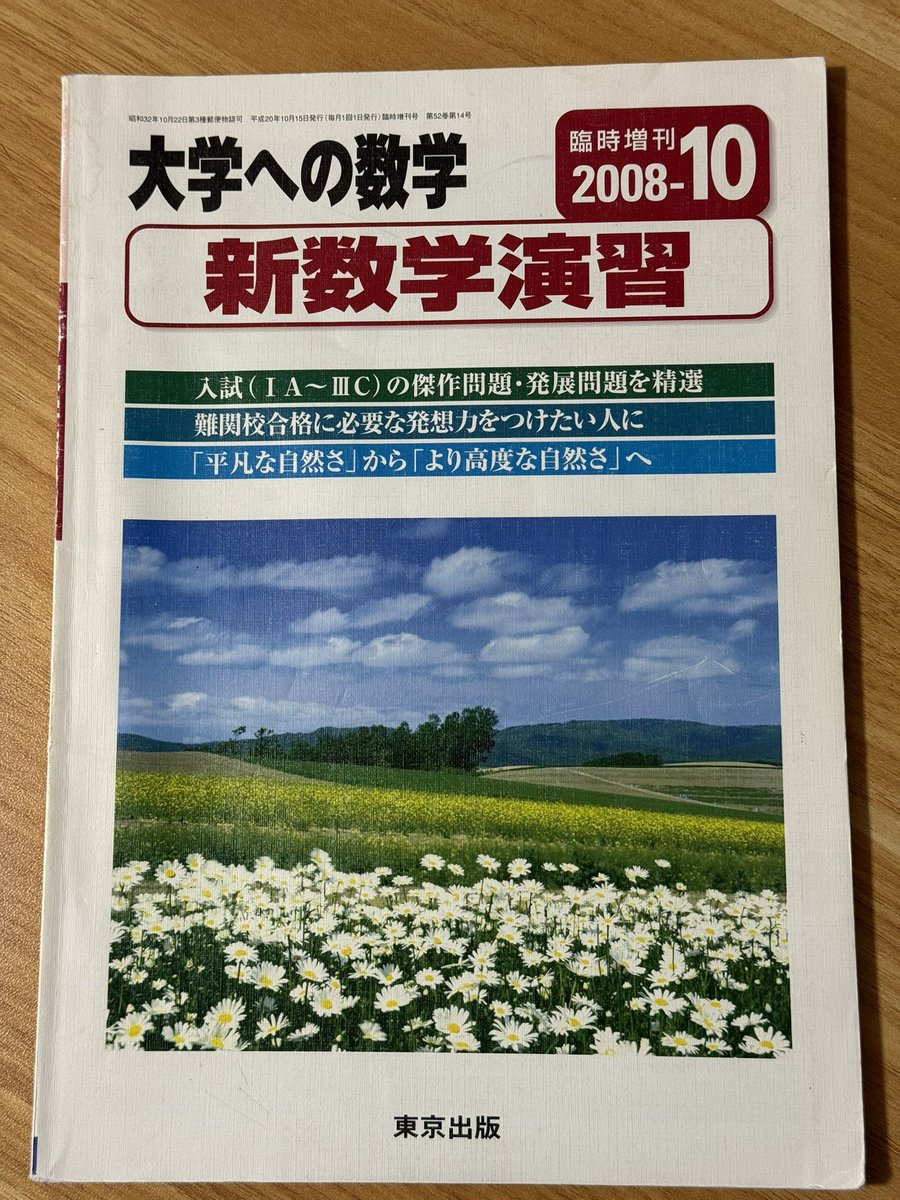 昭和32年10月22日第3種郵便物認可 平成20年10月15日発行(毎月1回1日発行)臨時増刊号 第52巻第14号
大学への数学
臨時増刊
2008-10
新数学演習
入試(ⅠA～ⅢC)の傑作問題・発展問題を精選
難関校合格に必要な発想力をつけたい人に
「平凡な自然さ」から「より高度な自然さ」へ
東京出版